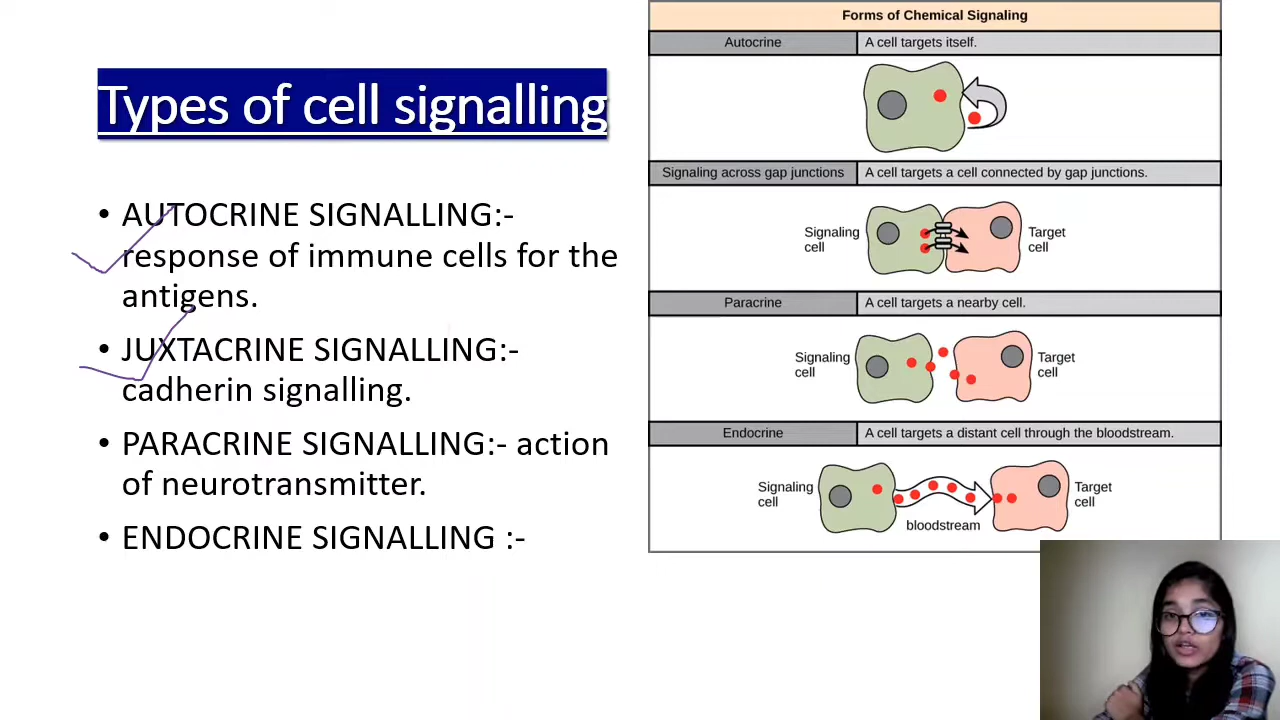 Types of cell signalling
• AUTOCRINE SIGNALLING:-
response of immune cells for the
antigens.
• JUXTACRINE SIGNALLING:-
cadherin signalling.
• PARACRINE SIGNALLING:- action
of neurotransmitter.
• ENDOCRINE SIGNALLING :-
Forms of Chemical Signaling
Autocrine A cell targets itself.
Signaling across gap junctions A cell targets a cell connected by gap junctions.
Signaling
cell
Target
cell
Paracrine A cell targets a nearby cell.
Signaling
cell
Target
cell
Endocrine A cell targets a distant cell through the bloodstream.
Signaling
cell
bloodstream
Target
cell